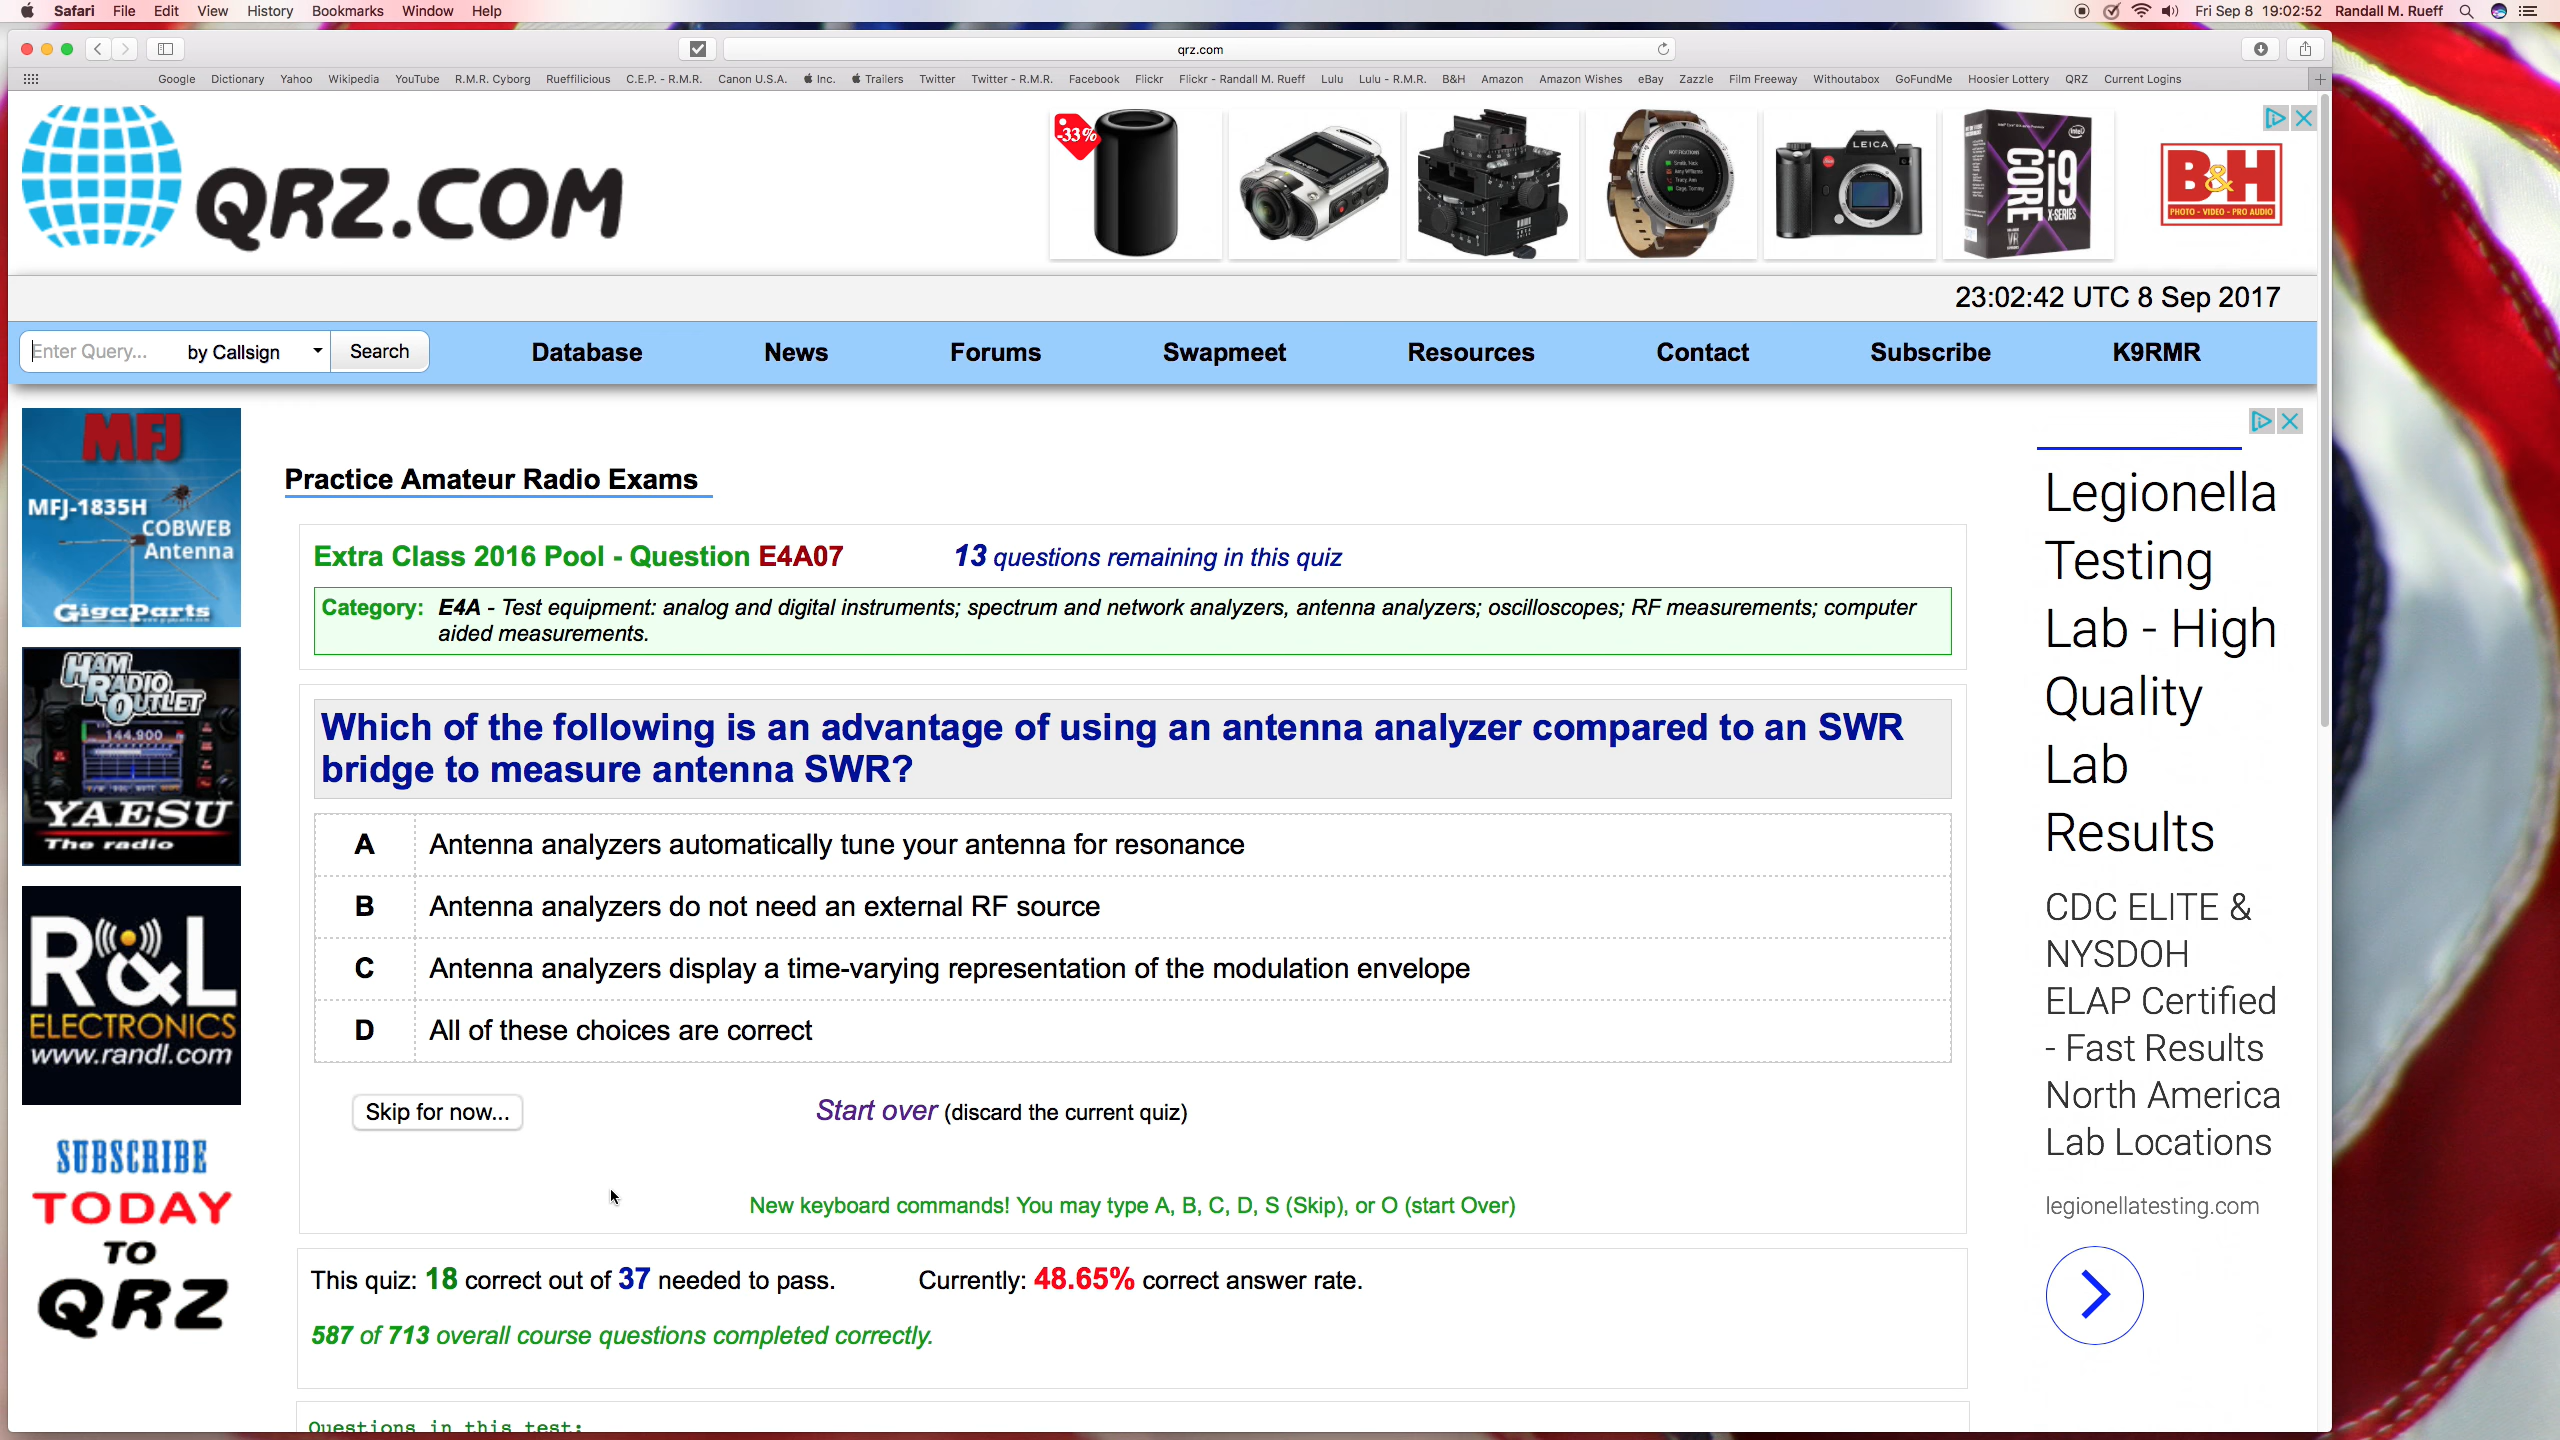 Safari File Edit View History Bookmarks Window Help
Fri Sep 8 19:02:52 Randall M. Rueff
qrz.com
Google Dictionary Yahoo Wikipedia YouTube R.M.R. Cyborg Rueffilicious C.E.P. - R.M.R. Canon U.S.A. Inc. Trailers Twitter Twitter - R.M.R. Facebook Flickr Flickr - Randall M. Rueff Lulu Lulu - R.M.R. B&H Amazon Amazon Wishes eBay Zazzle Film Freeway Withoutabox GoFundMe Hoosier Lottery QRZ Current Logins
QRZ.COM
-33%
NOTIFICATIONS
LEICA
intel
CORE i9
X-SERIES
VR
B&H
PHOTO - VIDEO - PRO AUDIO
23:02:42 UTC 8 Sep 2017
Enter Query... by Callsign Search
Database News Forums Swapmeet Resources Contact Subscribe K9RMR
MFJ
MFJ-1835H
COBWEB
Antenna
GigaParts
HAM
RADIO
OUTLET
144.900
YAESU
The radio
R&L
ELECTRONICS
www.randl.com
SUBSCRIBE
TODAY
TO
QRZ
Practice Amateur Radio Exams
Extra Class 2016 Pool - Question E4A07 13 questions remaining in this quiz
Category: E4A - Test equipment: analog and digital instruments; spectrum and network analyzers, antenna analyzers; oscilloscopes; RF measurements; computer
aided measurements.
Which of the following is an advantage of using an antenna analyzer compared to an SWR
bridge to measure antenna SWR?
A Antenna analyzers automatically tune your antenna for resonance
B Antenna analyzers do not need an external RF source
C Antenna analyzers display a time-varying representation of the modulation envelope
D All of these choices are correct
Skip for now... Start over (discard the current quiz)
New keyboard commands! You may type A, B, C, D, S (Skip), or O (start Over)
This quiz: 18 correct out of 37 needed to pass. Currently: 48.65% correct answer rate.
587 of 713 overall course questions completed correctly.
Questions in this test:
Legionella
Testing
Lab - High
Quality
Lab
Results
CDC ELITE &
NYSDOH
ELAP Certified
- Fast Results
North America
Lab Locations
legionellatesting.com